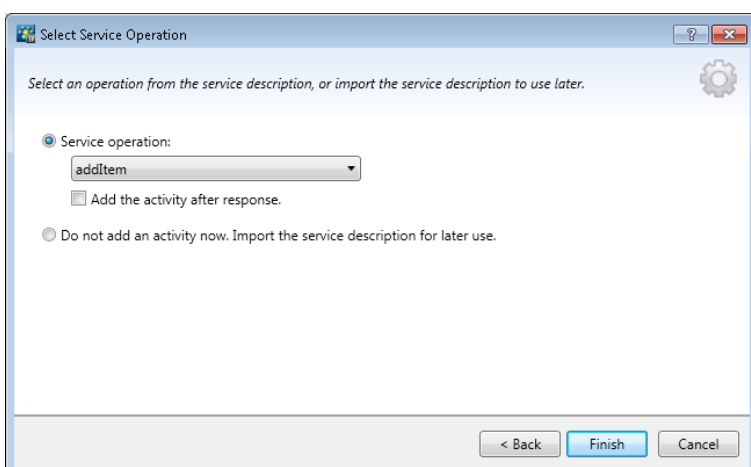 Select Service Operation
Select an operation from the service description, or import the service description to use later.
Service operation:
addItem
Add the activity after response.
Do not add an activity now. Import the service description for later use.
< Back Finish Cancel